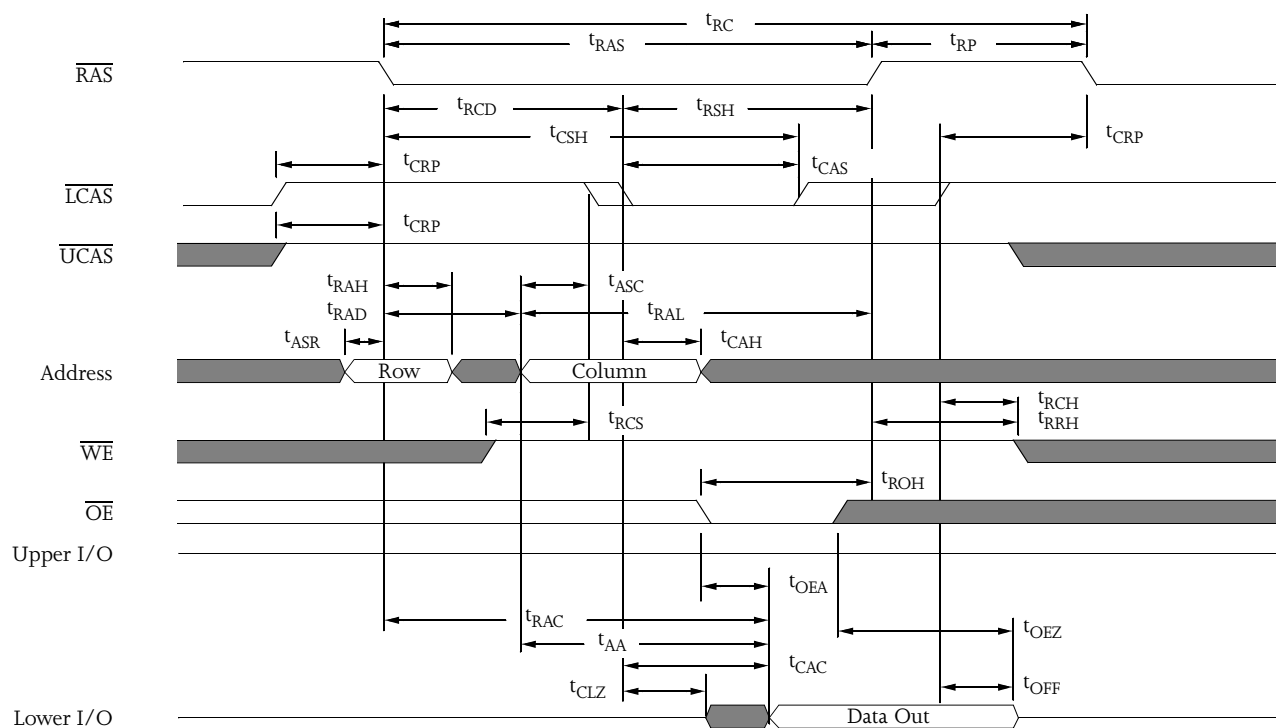 tRC
tRAS
tRP
RAS
tRCD
tRSH
tCSH
tCRP
tCRP
tCAS
LCAS
tCRP
UCAS
tRAH
tASC
tRAD
tRAL
tASR
tCAH
Address
Row
Column
tRCH
tRCS
tRRH
WE
tROH
OE
Upper I/O
tOEA
tRAC
tOEZ
tAA
tCAC
tCLZ
tOFF
Lower I/O
Data Out